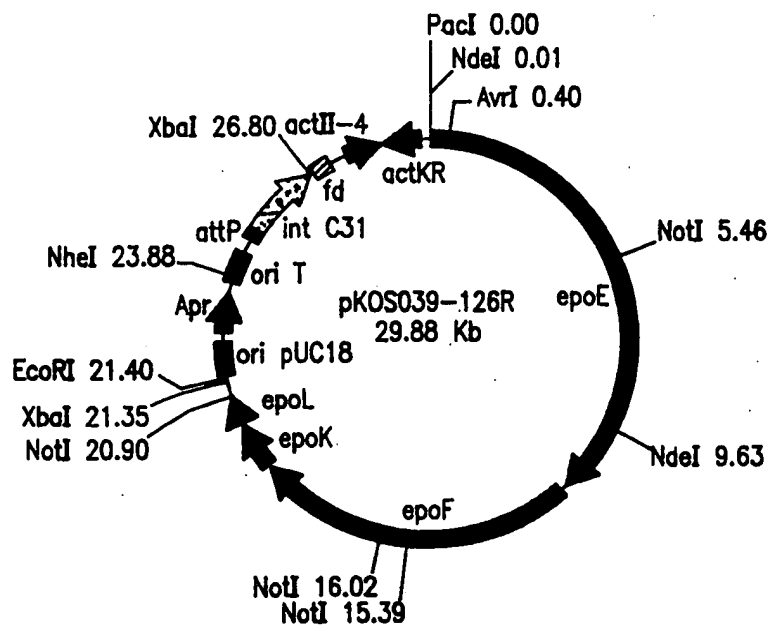 PacI 0.00
NdeI 0.01
AvrI 0.40
XbaI 26.80
actII-4
actKR
fd
attP
int C31
NotI 5.46
NheI 23.88
ori T
epoE
pKOS039-126R
29.88 Kb
Apr
ori pUC18
EcoRI 21.40
XbaI 21.35
NotI 20.90
epoL
epoK
NdeI 9.63
epoF
NotI 16.02
NotI 15.39